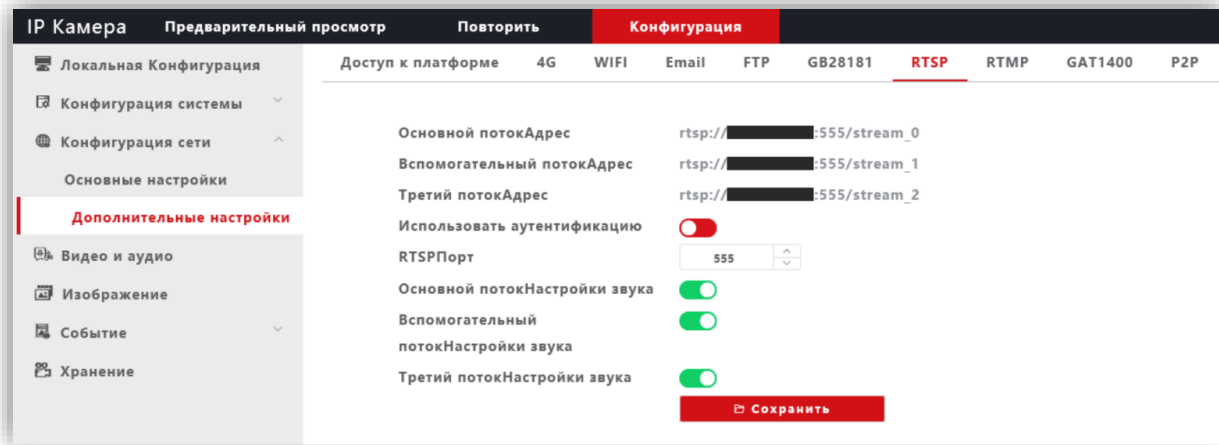 IP Камера Предварительный просмотр Повторить Конфигурация
Локальная Конфигурация
Конфигурация системы
Конфигурация сети
Основные настройки
Дополнительные настройки
Видео и аудио
Изображение
Событие
Хранение
Доступ к платформе 4G WIFI Email FTP GB28181 RTSP RTMP GAT1400 P2P
Основной потокАдрес rtsp:// :555/stream_0
Вспомогательный потокАдрес rtsp:// :555/stream_1
Третий потокАдрес rtsp:// :555/stream_2
Использовать аутентификацию
RTSPПорт 555
Основной потокНастройки звука
Вспомогательный
потокНастройки звука
Третий потокНастройки звука
Сохранить